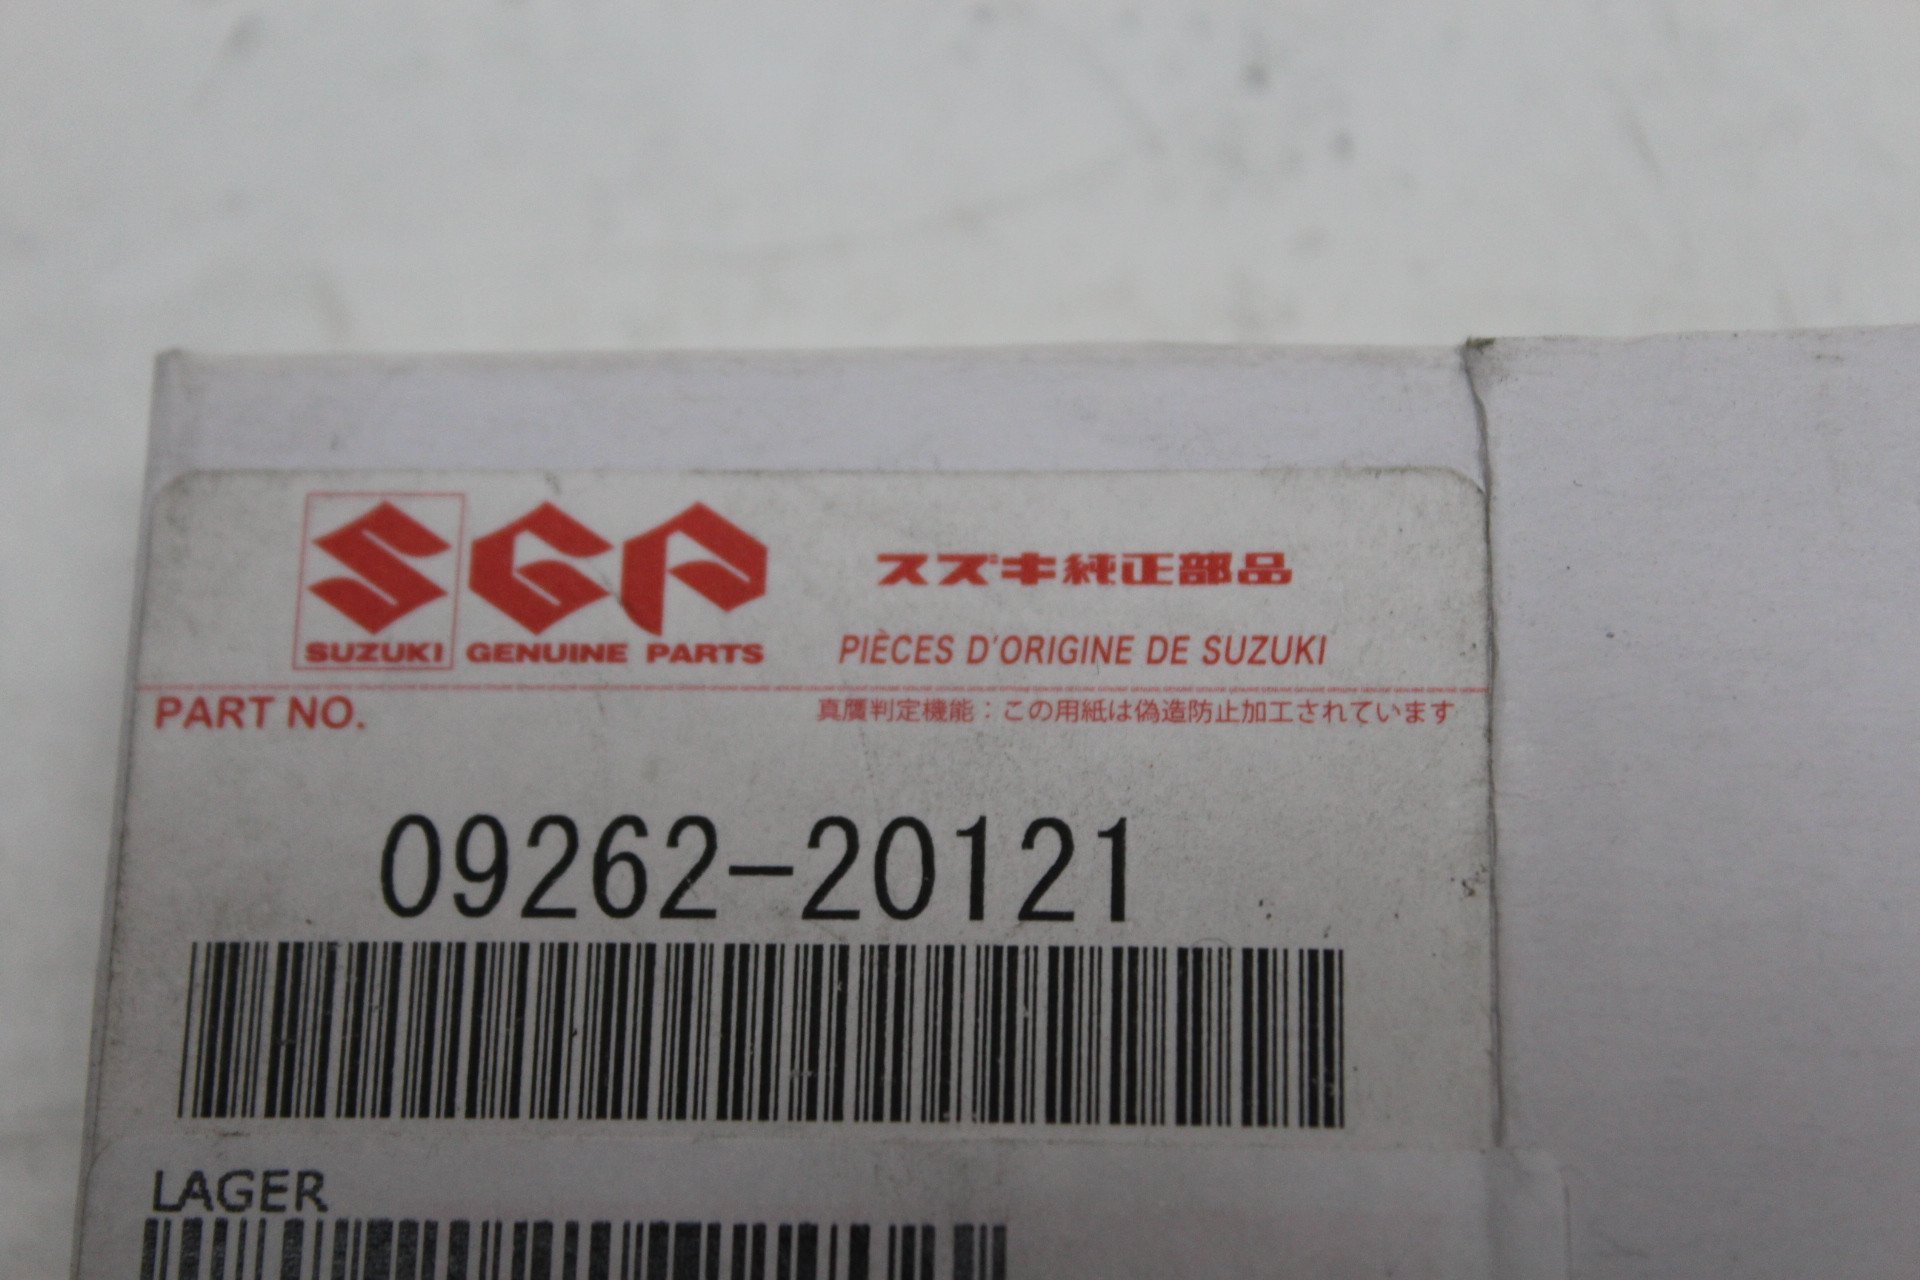 SGP
SUZUKI GENUINE PARTS
スズキ純正部品
PIÈCES D'ORIGINE DE SUZUKI
PART NO.
真贋判定機能:この用紙は偽造防止加工されています
09262-20121
LAGER